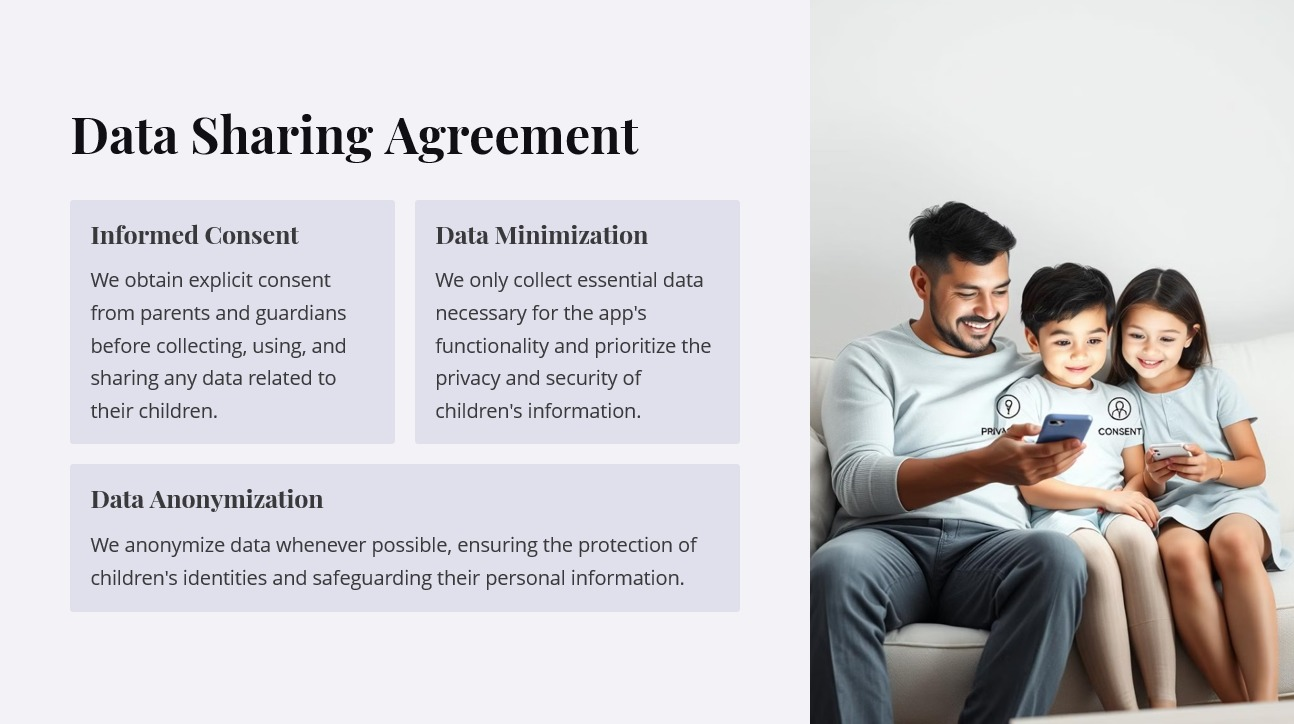 Data Sharing Agreement
Informed Consent
We obtain explicit consent
from parents and guardians
before collecting, using, and
sharing any data related to
their children.
Data Minimization
We only collect essential data
necessary for the app's
functionality and prioritize the
privacy and security of
children's information.
Data Anonymization
We anonymize data whenever possible, ensuring the protection of
children's identities and safeguarding their personal information.
CONSENT